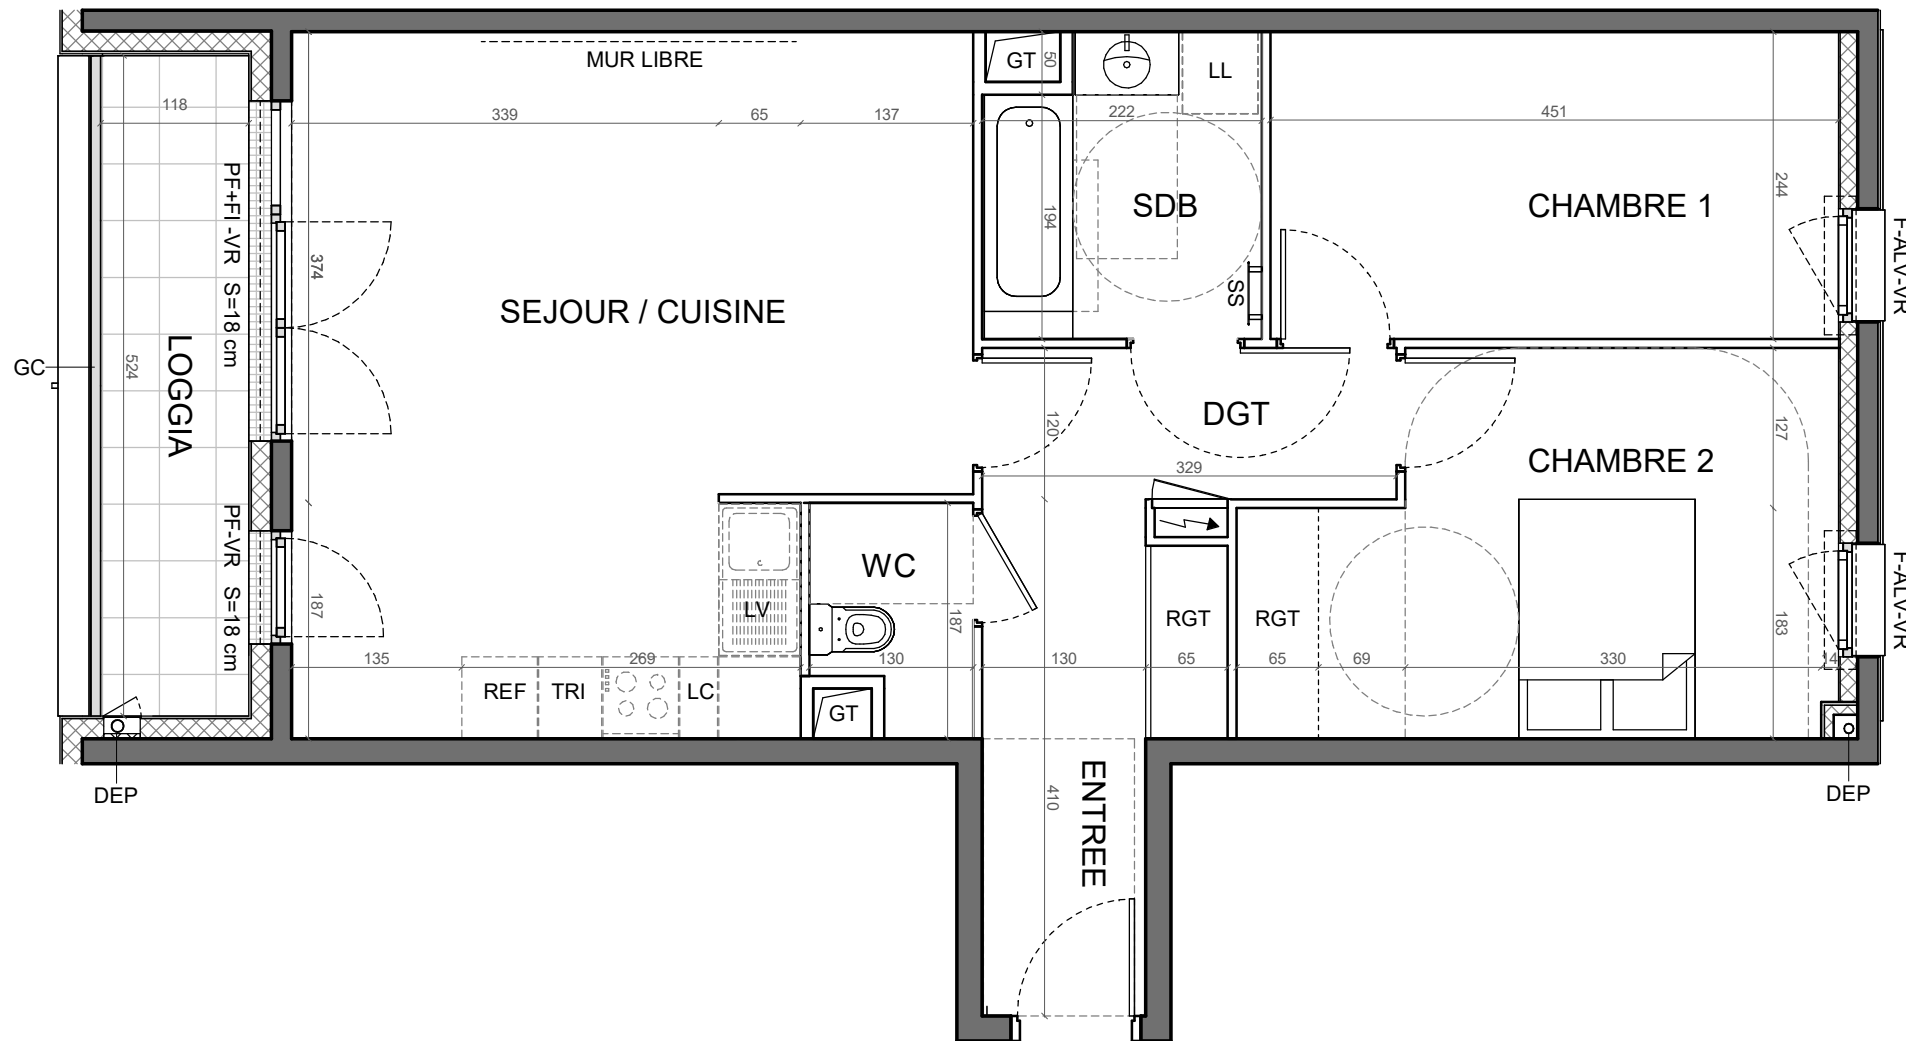 MUR LIBRE
GT
50
LL
118
339
65
137
222
451
PF+FI -VR S=18 cm
194
SDB
CHAMBRE 1
244
F-ALV-VR
374
SEJOUR / CUISINE
SS
GC
524
LOGGIA
120
DGT
127
CHAMBRE 2
329
PF-VR S=18 cm
187
LV
WC
187
RGT
RGT
183
F-ALV-VR
135
269
130
130
65
65
69
330
14
REF
TRI
LC
GT
DEP
410
ENTREE
DEP